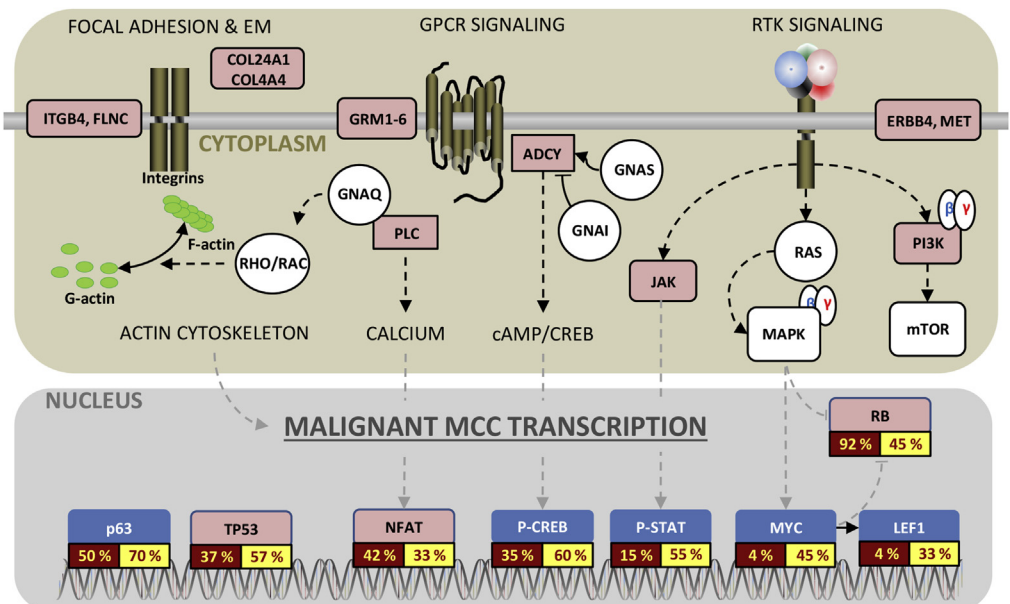 FOCAL ADHESION & EM
GPCR SIGNALING
RTK SIGNALING
COL24A1
COL4A4
ITGB4, FLNC
GRM1-6
ERBB4, MET
CYTOPLASM
ADCY
GNAS
Integrins
GNAQ
β γ
GNAI
PLC
F-actin
PI3K
RHO/RAC
RAS
JAK
G-actin
β γ
MAPK
mTOR
ACTIN CYTOSKELETON
CALCIUM
cAMP/CREB
NUCLEUS
MALIGNANT MCC TRANSCRIPTION
RB
92 % 45 %
p63
TP53
NFAT
P-CREB
P-STAT
MYC
LEF1
50 % 70 %
37 % 57 %
42 % 33 %
35 % 60 %
15 % 55 %
4 % 45 %
4 % 33 %